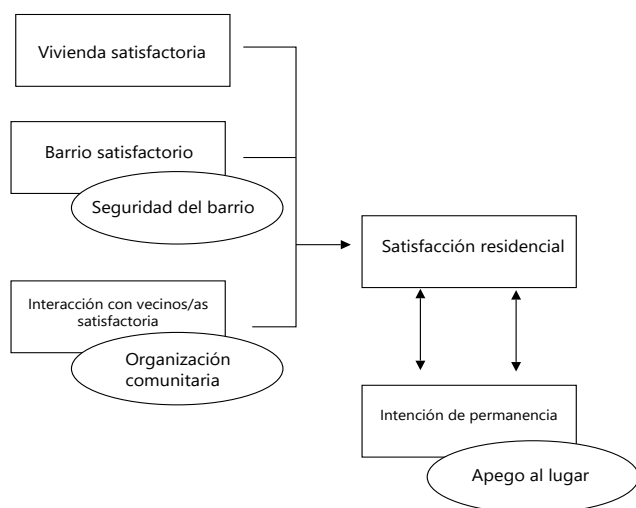 Vivienda satisfactoria
Barrio satisfactorio
Seguridad del barrio
Satisfacción residencial
Interacción con vecinos/as
satisfactoria
Organización
comunitaria
Intención de permanencia
Apego al lugar